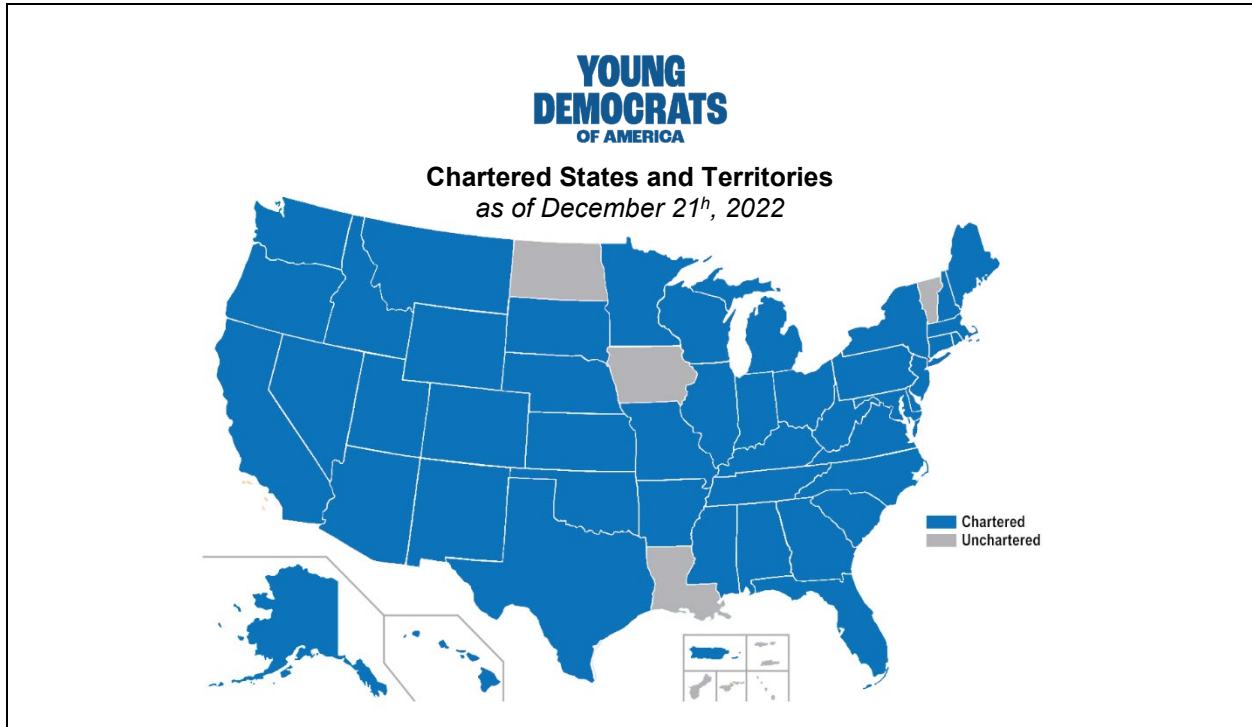 YOUNG
DEMOCRATS
OF AMERICA
Chartered States and Territories
as of December 21ʰ, 2022
Chartered
Unchartered